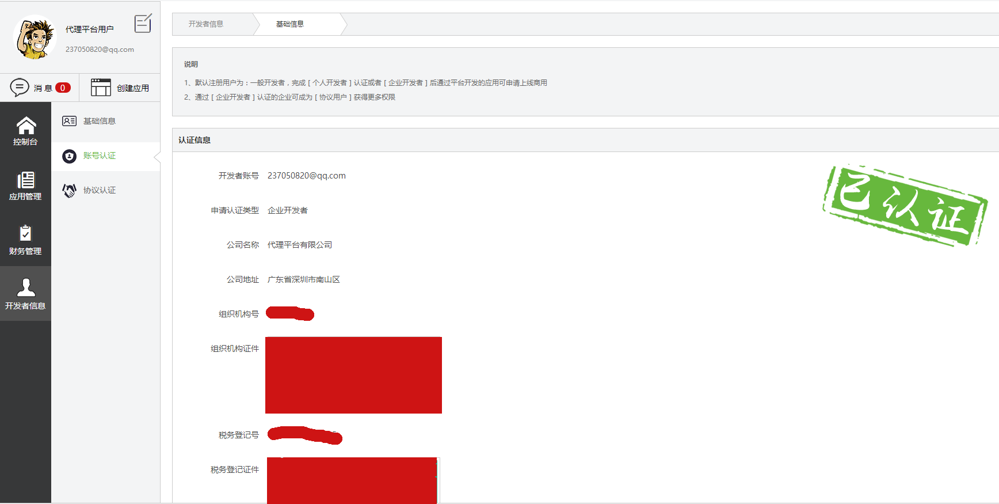 代理平台用户
237050820@qq.com
消 息 0
创建应用
控制台
应用管理
财务管理
开发者信息
基础信息
账号认证
协议认证
开发者信息
基础信息
说明
1、默认注册用户为：一般开发者，完成 [ 个人开发者 ] 认证或者 [ 企业开发者 ] 后通过平台开发的应用可申请上线商用
2、通过 [ 企业开发者 ] 认证的企业可成为 [ 协议用户 ] 获得更多权限
认证信息
已认证
开发者账号 237050820@qq.com
申请认证类型 企业开发者
公司名称 代理平台有限公司
公司地址 广东省深圳市南山区
组织机构号
组织机构证件
税务登记号
税务登记证件